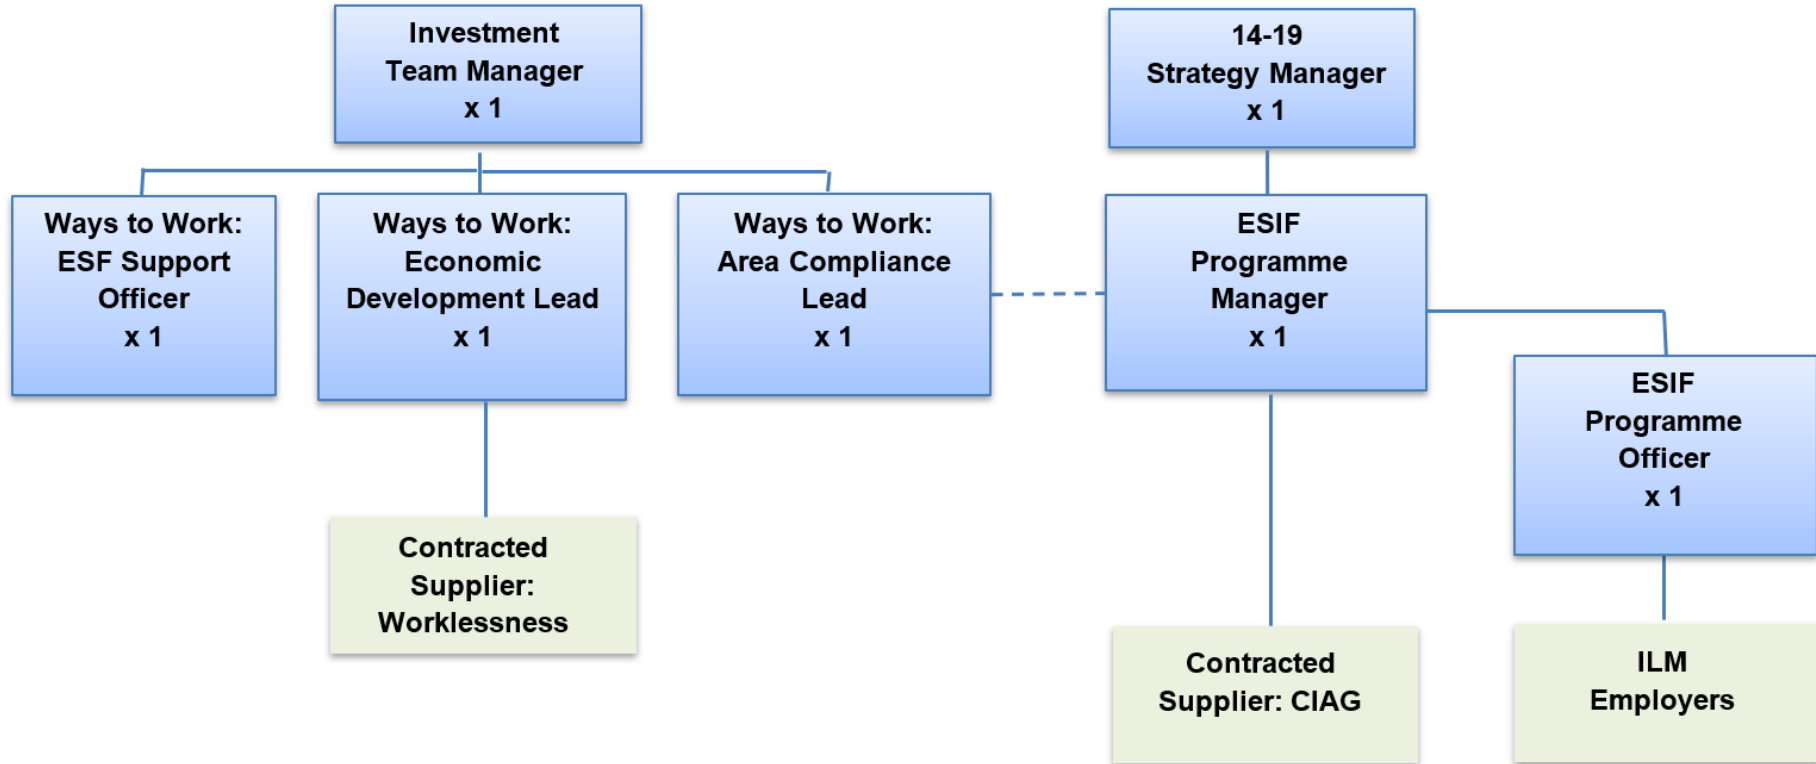 Investment
Team Manager
x 1
14-19
Strategy Manager
x 1
Ways to Work:
ESF Support
Officer
x 1
Ways to Work:
Economic
Development Lead
x 1
Ways to Work:
Area Compliance
Lead
x 1
ESIF
Programme
Manager
x 1
ESIF
Programme
Officer
x 1
Contracted
Supplier:
Worklessness
Contracted
Supplier: CIAG
ILM
Employers